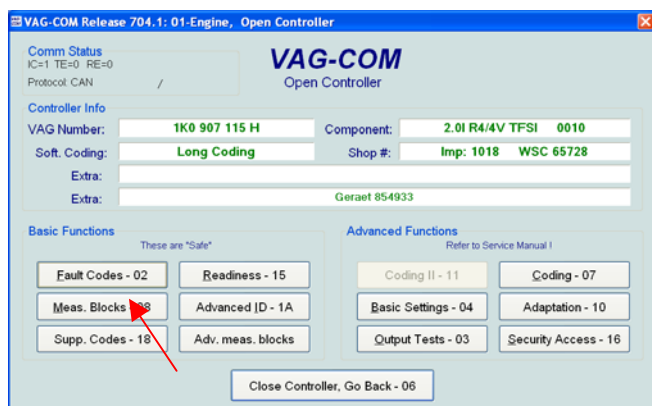 VAG-COM Release 704.1: 01-Engine, Open Controller
Comm Status
IC=1 TE=0 RE=0
Protocol: CAN /
VAG-COM
Open Controller
Controller Info
VAG Number: 1K0 907 115 H Component: 2.0l R4/4V TFSI 0010
Soft. Coding: Long Coding Shop #: Imp: 1018 WSC 65728
Extra:
Extra: Geraet 854933
Basic Functions
These are "Safe"
Advanced Functions
Refer to Service Manual !
Fault Codes - 02 Readiness - 15 Coding II - 11 Coding - 07
Meas. Blocks - 08 Advanced ID - 1A Basic Settings - 04 Adaptation - 10
Supp. Codes - 18 Adv. meas. blocks Output Tests - 03 Security Access - 16
Close Controller, Go Back - 06